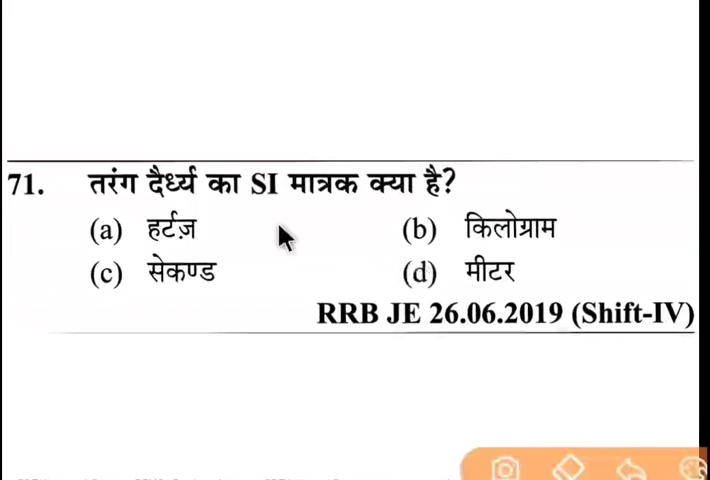 71. तरंग दैर्ध्य का SI मात्रक क्या है?
(a) हर्टज़ (b) किलोग्राम
(c) सेकण्ड (d) मीटर
RRB JE 26.06.2019 (Shift-IV)